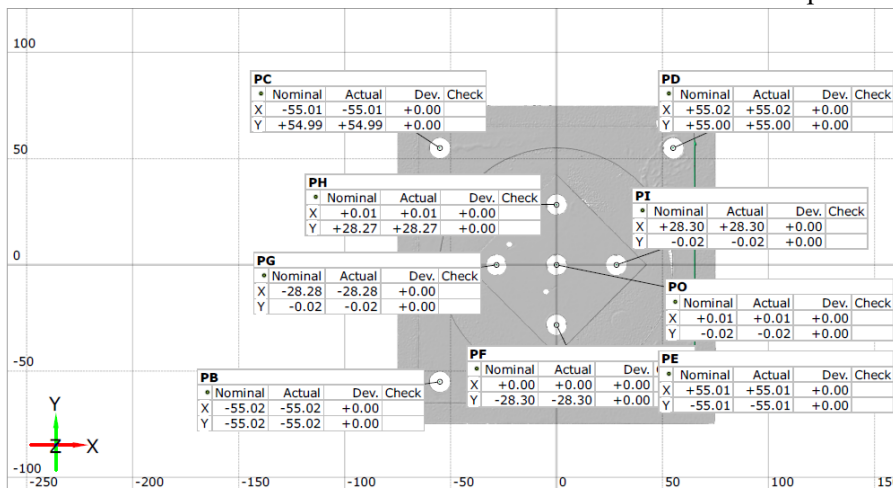 100
PC
Nominal Actual Dev. Check
X -55.01 -55.01 +0.00
Y +54.99 +54.99 +0.00
PD
Nominal Actual Dev. Check
X +55.02 +55.02 +0.00
Y +55.00 +55.00 +0.00
50
PH
Nominal Actual Dev. Check
X +0.01 +0.01 +0.00
Y +28.27 +28.27 +0.00
PI
Nominal Actual Dev. Check
X +28.30 +28.30 +0.00
Y -0.02 -0.02 +0.00
0
PG
Nominal Actual Dev. Check
X -28.28 -28.28 +0.00
Y -0.02 -0.02 +0.00
PO
Nominal Actual Dev. Check
X +0.01 +0.01 +0.00
Y -0.02 -0.02 +0.00
-50
PB
Nominal Actual Dev. Check
X -55.02 -55.02 +0.00
Y -55.02 -55.02 +0.00
PF
Nominal Actual Dev.
X +0.00 +0.00 +0.00
Y -28.30 -28.30 +0.00
PE
Nominal Actual Dev. Check
X +55.01 +55.01 +0.00
Y -55.01 -55.01 +0.00
Y
Z X
-100
-250 -200 -150 -100 -50 0 50 100